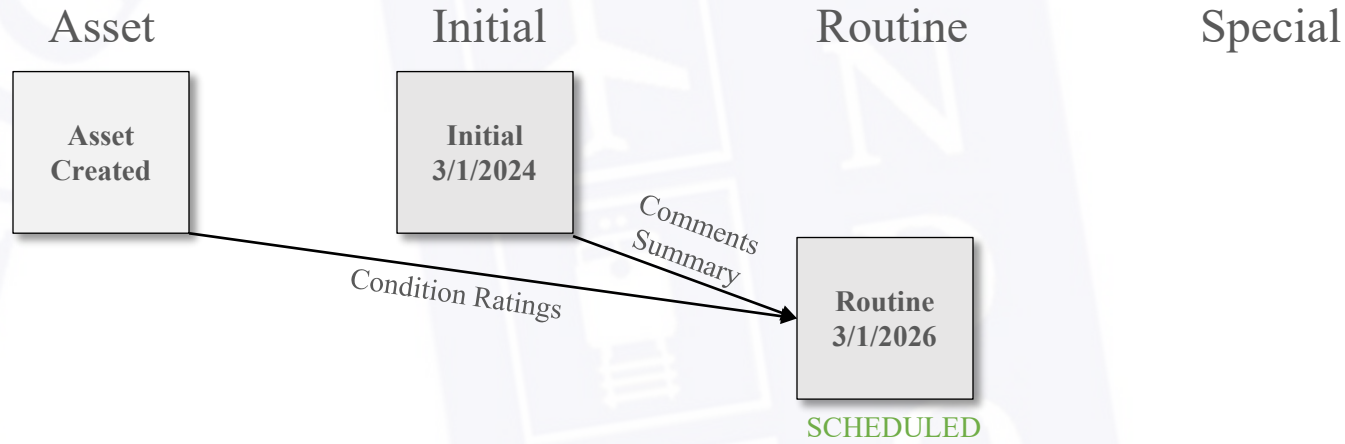 Asset Initial Routine Special
Asset
Created
Initial
3/1/2024
Comments
Summary
Condition Ratings
Routine
3/1/2026
SCHEDULED